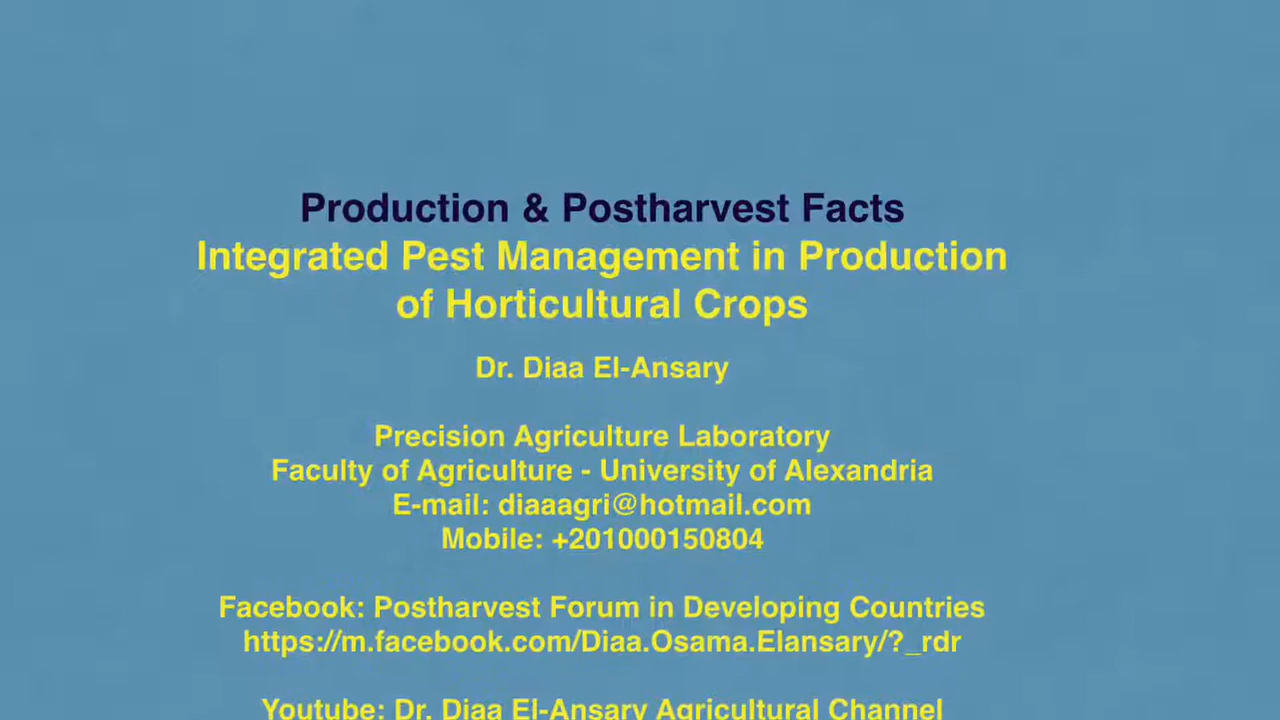 Production & Postharvest Facts
Integrated Pest Management in Production
of Horticultural Crops
Dr. Diaa El-Ansary
Precision Agriculture Laboratory
Faculty of Agriculture - University of Alexandria
E-mail: diaaagri@hotmail.com
Mobile: +201000150804
Facebook: Postharvest Forum in Developing Countries
https://m.facebook.com/Diaa.Osama.Elansary/?_rdr
Youtube: Dr. Diaa El-Ansary Agricultural Channel